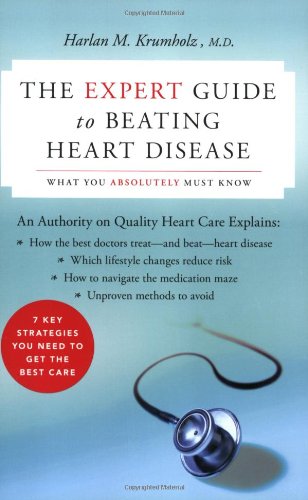 Harlan M. Krumholz, M.D.
THE EXPERT GUIDE
to BEATING
HEART DISEASE
WHAT YOU ABSOLUTELY MUST KNOW
An Authority on Quality Heart Care Explains:
How the best doctors treat—and beat—heart disease
Which lifestyle changes reduce risk
How to navigate the medication maze
Unproven methods to avoid
7 KEY
STRATEGIES
YOU NEED TO
GET THE
BEST CARE